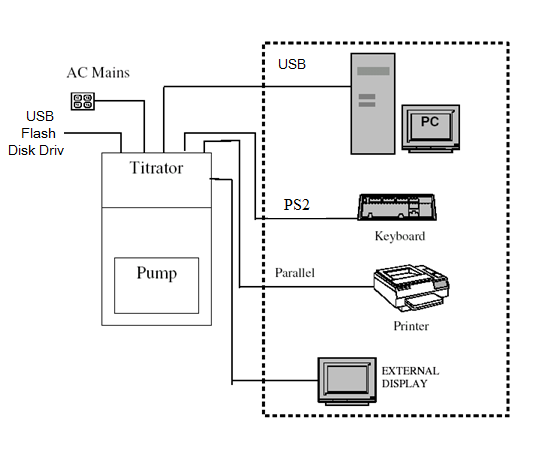 AC Mains
USB
Flash
Disk Driv
USB
PC
Titrator
PS2
Keyboard
Pump
Parallel
Printer
EXTERNAL
DISPLAY